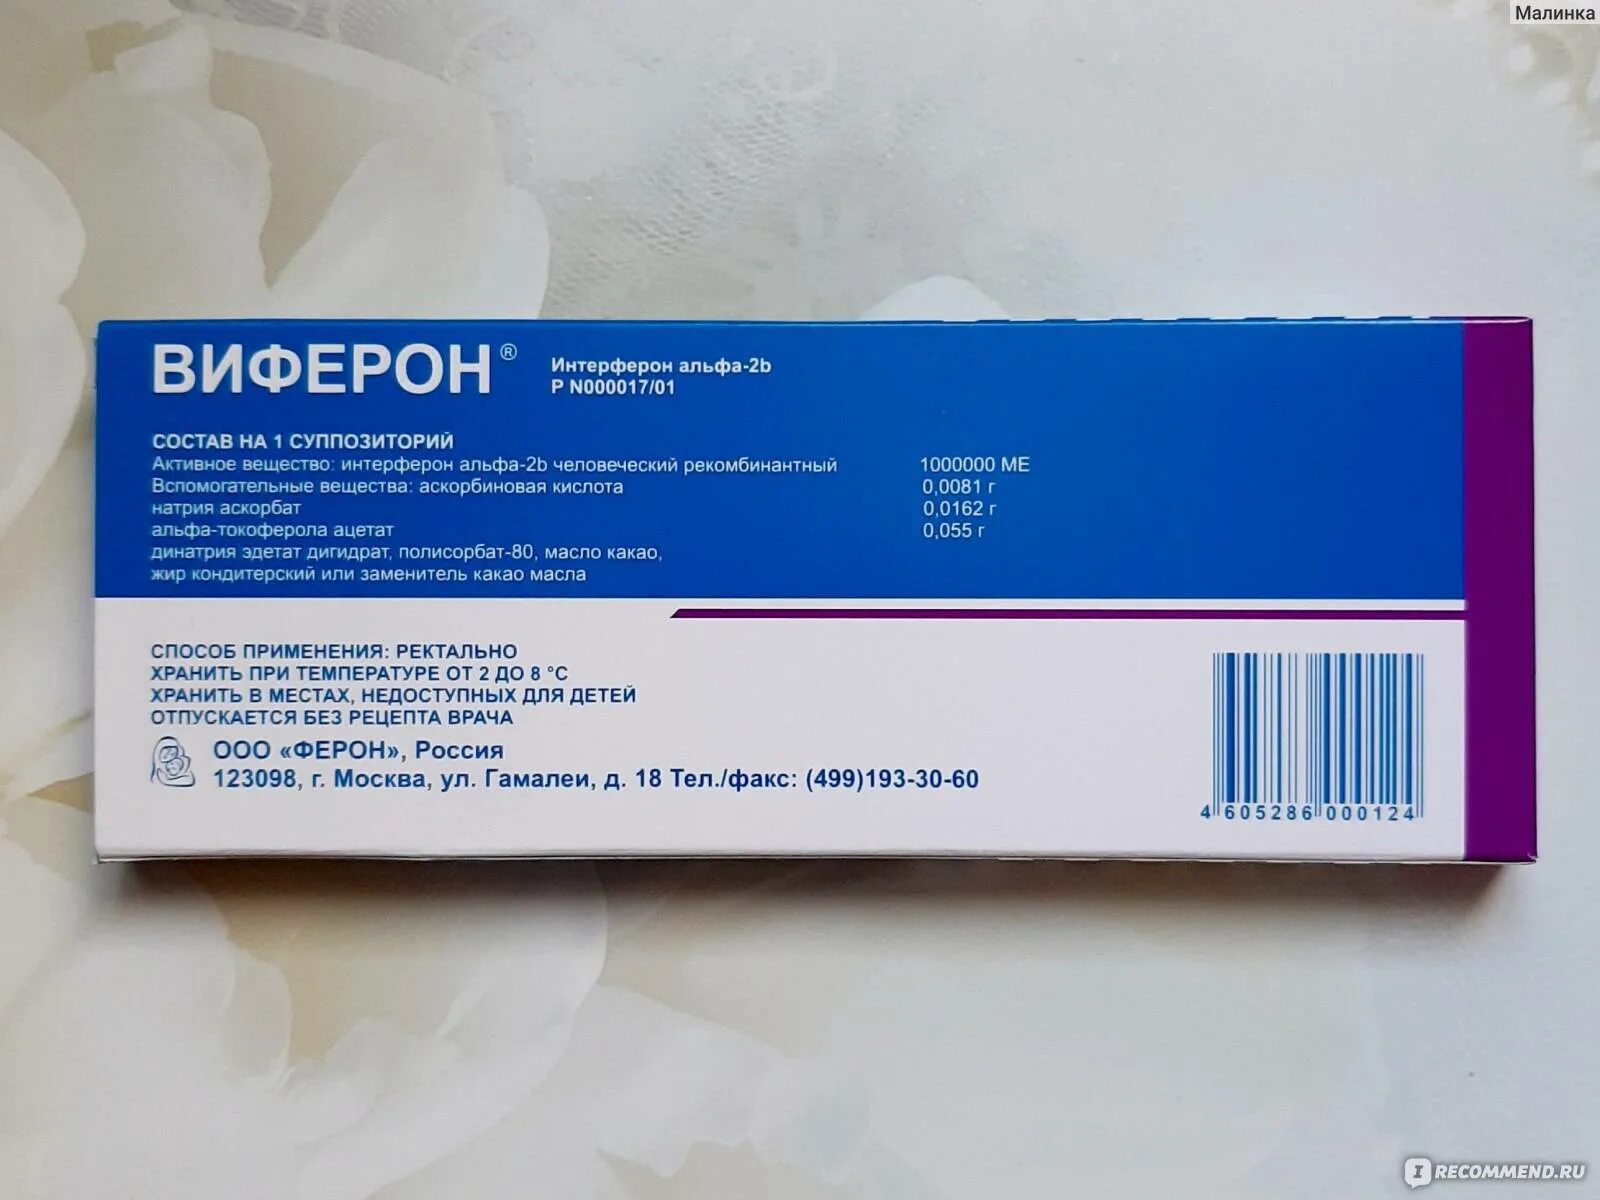 Малинка
ВИФЕРОН®
Интерферон альфа-2b
Р N000017/01
СОСТАВ НА 1 СУППОЗИТОРИЙ
Активное вещество: интерферон альфа-2b человеческий рекомбинантный 1000000 МЕ
Вспомогательные вещества: аскорбиновая кислота 0,0081 г
натрия аскорбат 0,0162 г
альфа-токоферола ацетат 0,055 г
динатрия эдетат дигидрат, полисорбат-80, масло какао,
жир кондитерский или заменитель какао масла
СПОСОБ ПРИМЕНЕНИЯ: РЕКТАЛЬНО
ХРАНИТЬ ПРИ ТЕМПЕРАТУРЕ ОТ 2 ДО 8 °С
ХРАНИТЬ В МЕСТАХ, НЕДОСТУПНЫХ ДЛЯ ДЕТЕЙ
ОТПУСКАЕТСЯ БЕЗ РЕЦЕПТА ВРАЧА
ООО «ФЕРОН», Россия
123098, г. Москва, ул. Гамалеи, д. 18 Тел./факс: (499)193-30-60
4 605286 000124
IRECOMMEND.RU